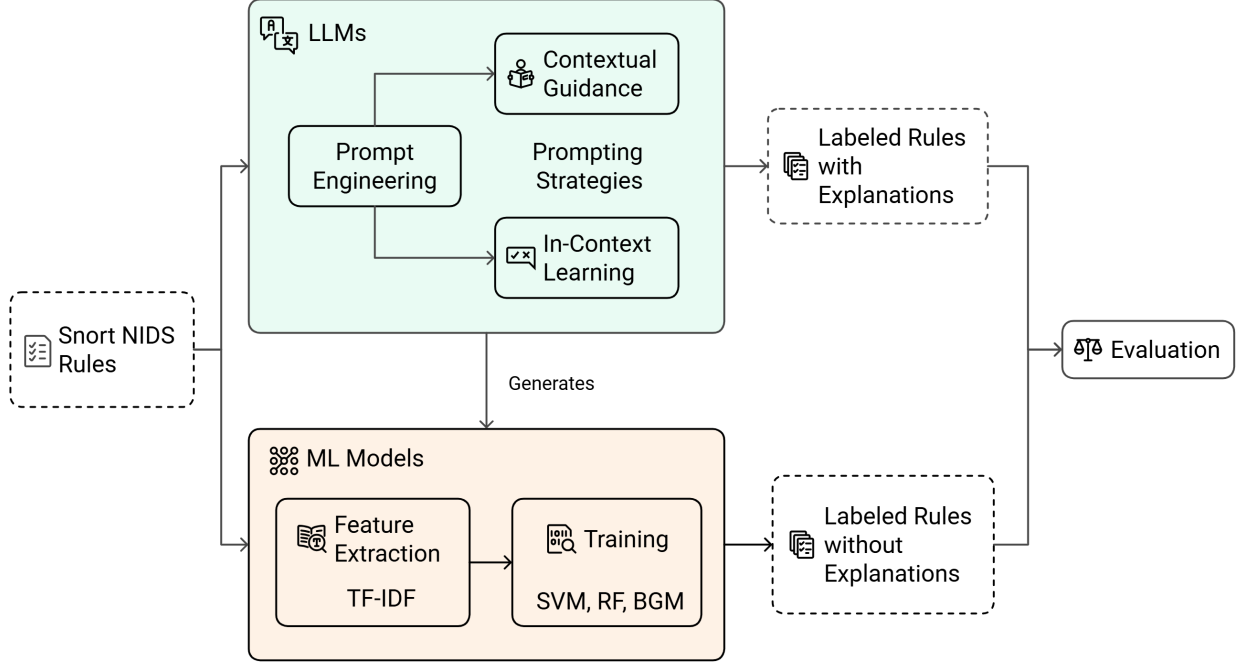 LLMs
Contextual
Guidance
Prompt
Engineering
Prompting
Strategies
In-Context
Learning
Labeled Rules
with
Explanations
Snort NIDS
Rules
Evaluation
Generates
ML Models
Feature
Extraction
TF-IDF
Training
SVM, RF, BGM
Labeled Rules
without
Explanations